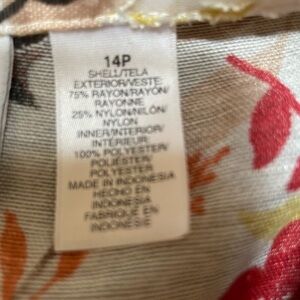 14P
SHELL/TELA
EXTERIOR/VESTE:
75% RAYON/RAYON/
RAYONNE
25% NYLON/NILÓN/
NYLON
INNER/INTERIOR/
INTÉRIEUR
100% POLYESTER/
POLIÉSTER/
POLYESTER
MADE IN INDONESIA
HECHO EN
INDONESIA
FABRIQUÉ EN
INDONÉSIE